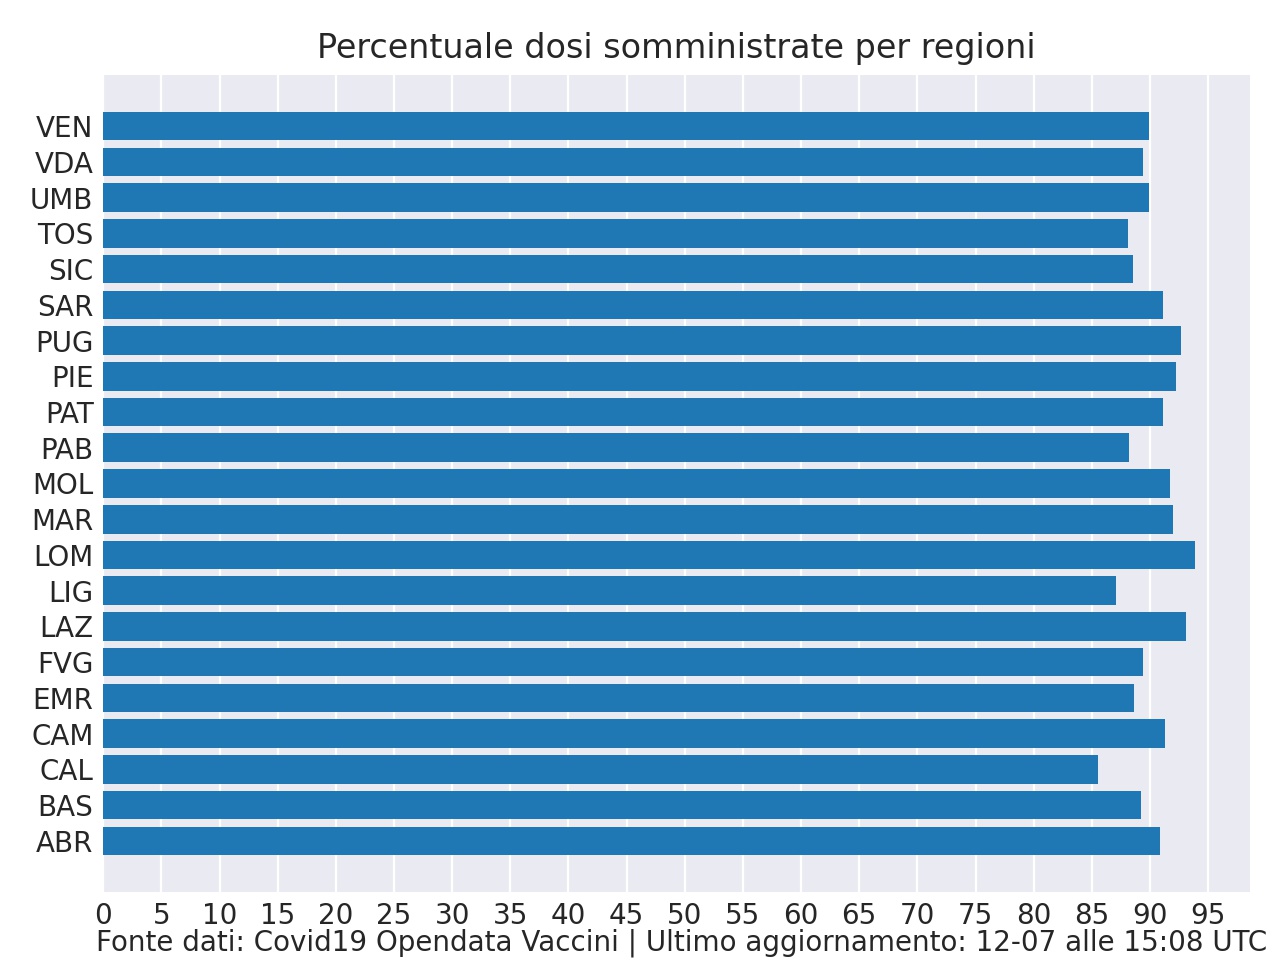 Percentuale dosi somministrate per regioni
VEN
VDA
UMB
TOS
SIC
SAR
PUG
PIE
PAT
PAB
MOL
MAR
LOM
LIG
LAZ
FVG
EMR
CAM
CAL
BAS
ABR
0 5 10 15 20 25 30 35 40 45 50 55 60 65 70 75 80 85 90 95
Fonte dati: Covid19 Opendata Vaccini | Ultimo aggiornamento: 12-07 alle 15:08 UTC